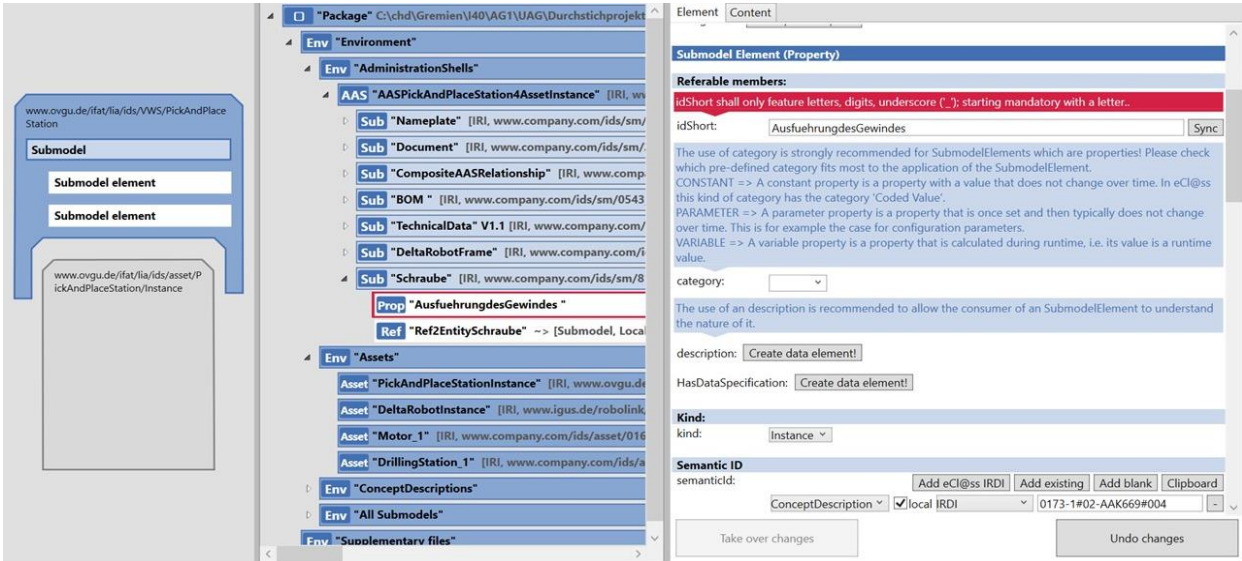 www.ovgu.de/ifat/lia/ids/VWS/PickAndPlace
Station
Submodel
Submodel element
Submodel element
www.ovgu.de/ifat/lia/ids/asset/P
ickAndPlaceStation/Instance
"Package" C:\chd\Gremien\I40\AG1\UAG\Durchstichprojekt
Env "Environment"
Env "AdministrationShells"
AAS "AASPickAndPlaceStation4AssetInstance" [IRI, ww
Sub "Nameplate" [IRI, www.company.com/ids/sm/
Sub "Document" [IRI, www.company.com/ids/sm/
Sub "CompositeAASRelationship" [IRI, www.comp
Sub "BOM " [IRI, www.company.com/ids/sm/0543
Sub "TechnicalData" V1.1 [IRI, www.company.com/
Sub "DeltaRobotFrame" [IRI, www.company.com/i
Sub "Schraube" [IRI, www.company.com/ids/sm/8
Prop "AusfuehrungdesGewindes "
Ref "Ref2EntitySchraube" ~> [Submodel, Local
Env "Assets"
Asset "PickAndPlaceStationInstance" [IRI, www.ovgu.de
Asset "DeltaRobotInstance" [IRI, www.igus.de/robolink,
Asset "Motor_1" [IRI, www.company.com/ids/asset/016
Asset "DrillingStation_1" [IRI, www.company.com/ids/a
Env "ConceptDescriptions"
Env "All Submodels"
Env "Supplementary files"
Element Content
Submodel Element (Property)
Referable members:
idShort shall only feature letters, digits, underscore ('_'); starting mandatory with a letter..
idShort: AusfuehrungdesGewindes Sync
The use of category is strongly recommended for SubmodelElements which are properties! Please check
which pre-defined category fits most to the application of the SubmodelElement.
CONSTANT => A constant property is a property with a value that does not change over time. In eCl@ss
this kind of category has the category 'Coded Value'.
PARAMETER => A parameter property is a property that is once set and then typically does not change
over time. This is for example the case for configuration parameters.
VARIABLE => A variable property is a property that is calculated during runtime, i.e. its value is a runtime
value.
category:
The use of an description is recommended to allow the consumer of an SubmodelElement to understand
the nature of it.
description: Create data element!
HasDataSpecification: Create data element!
Kind:
kind: Instance
Semantic ID
semanticId: Add eCl@ss IRDI Add existing Add blank Clipboard
ConceptDescription local IRDI 0173-1#02-AAK669#004 -
Take over changes Undo changes